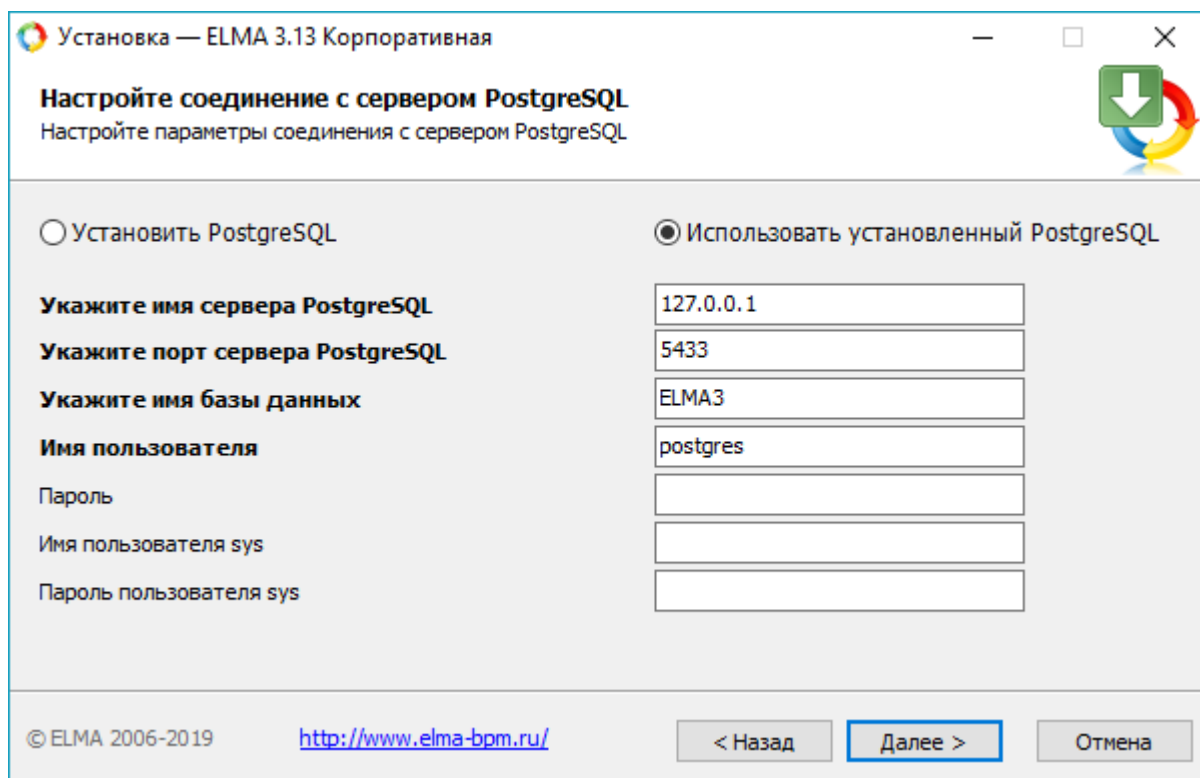 Установка — ELMA 3.13 Корпоративная
Настройте соединение с сервером PostgreSQL
Настройте параметры соединения с сервером PostgreSQL
Установить PostgreSQL Использовать установленный PostgreSQL
Укажите имя сервера PostgreSQL 127.0.0.1
Укажите порт сервера PostgreSQL 5433
Укажите имя базы данных ELMA3
Имя пользователя postgres
Пароль
Имя пользователя sys
Пароль пользователя sys
© ELMA 2006-2019 http://www.elma-bpm.ru/ < Назад Далее > Отмена